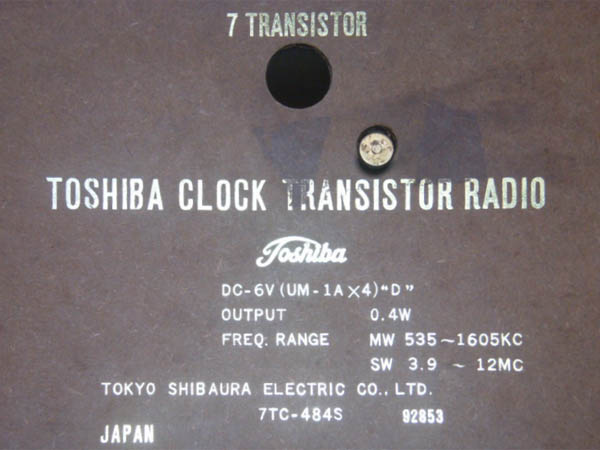 7 TRANSISTOR
TOSHIBA CLOCK TRANSISTOR RADIO
Toshiba
DC-6V (UM-1A×4) "D"
OUTPUT 0.4W
FREQ. RANGE MW 535~1605KC
SW 3.9 ~ 12MC
TOKYO SHIBAURA ELECTRIC CO., LTD.
7TC-484S 92853
JAPAN